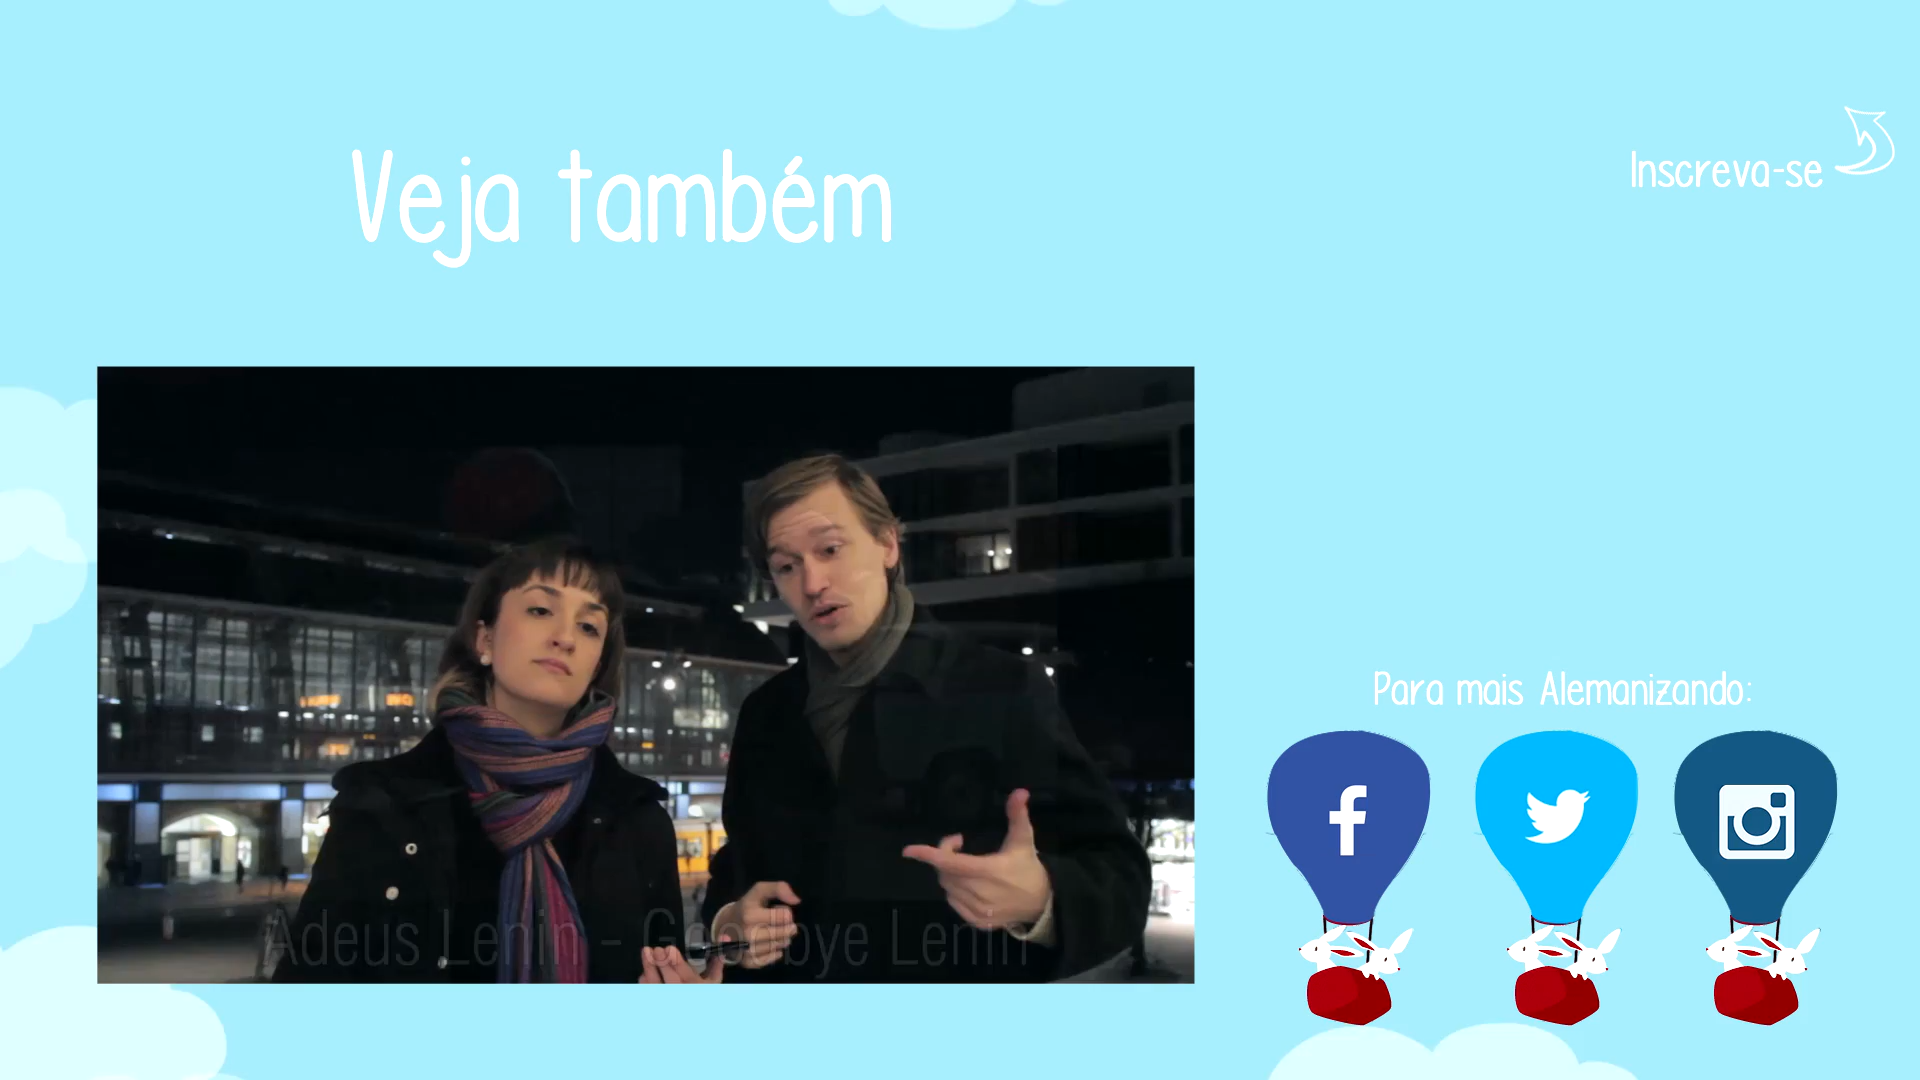 Veja também
Inscreva-se
Adeus Lenin - Goodbye Lenin
Para mais Alemanizando: